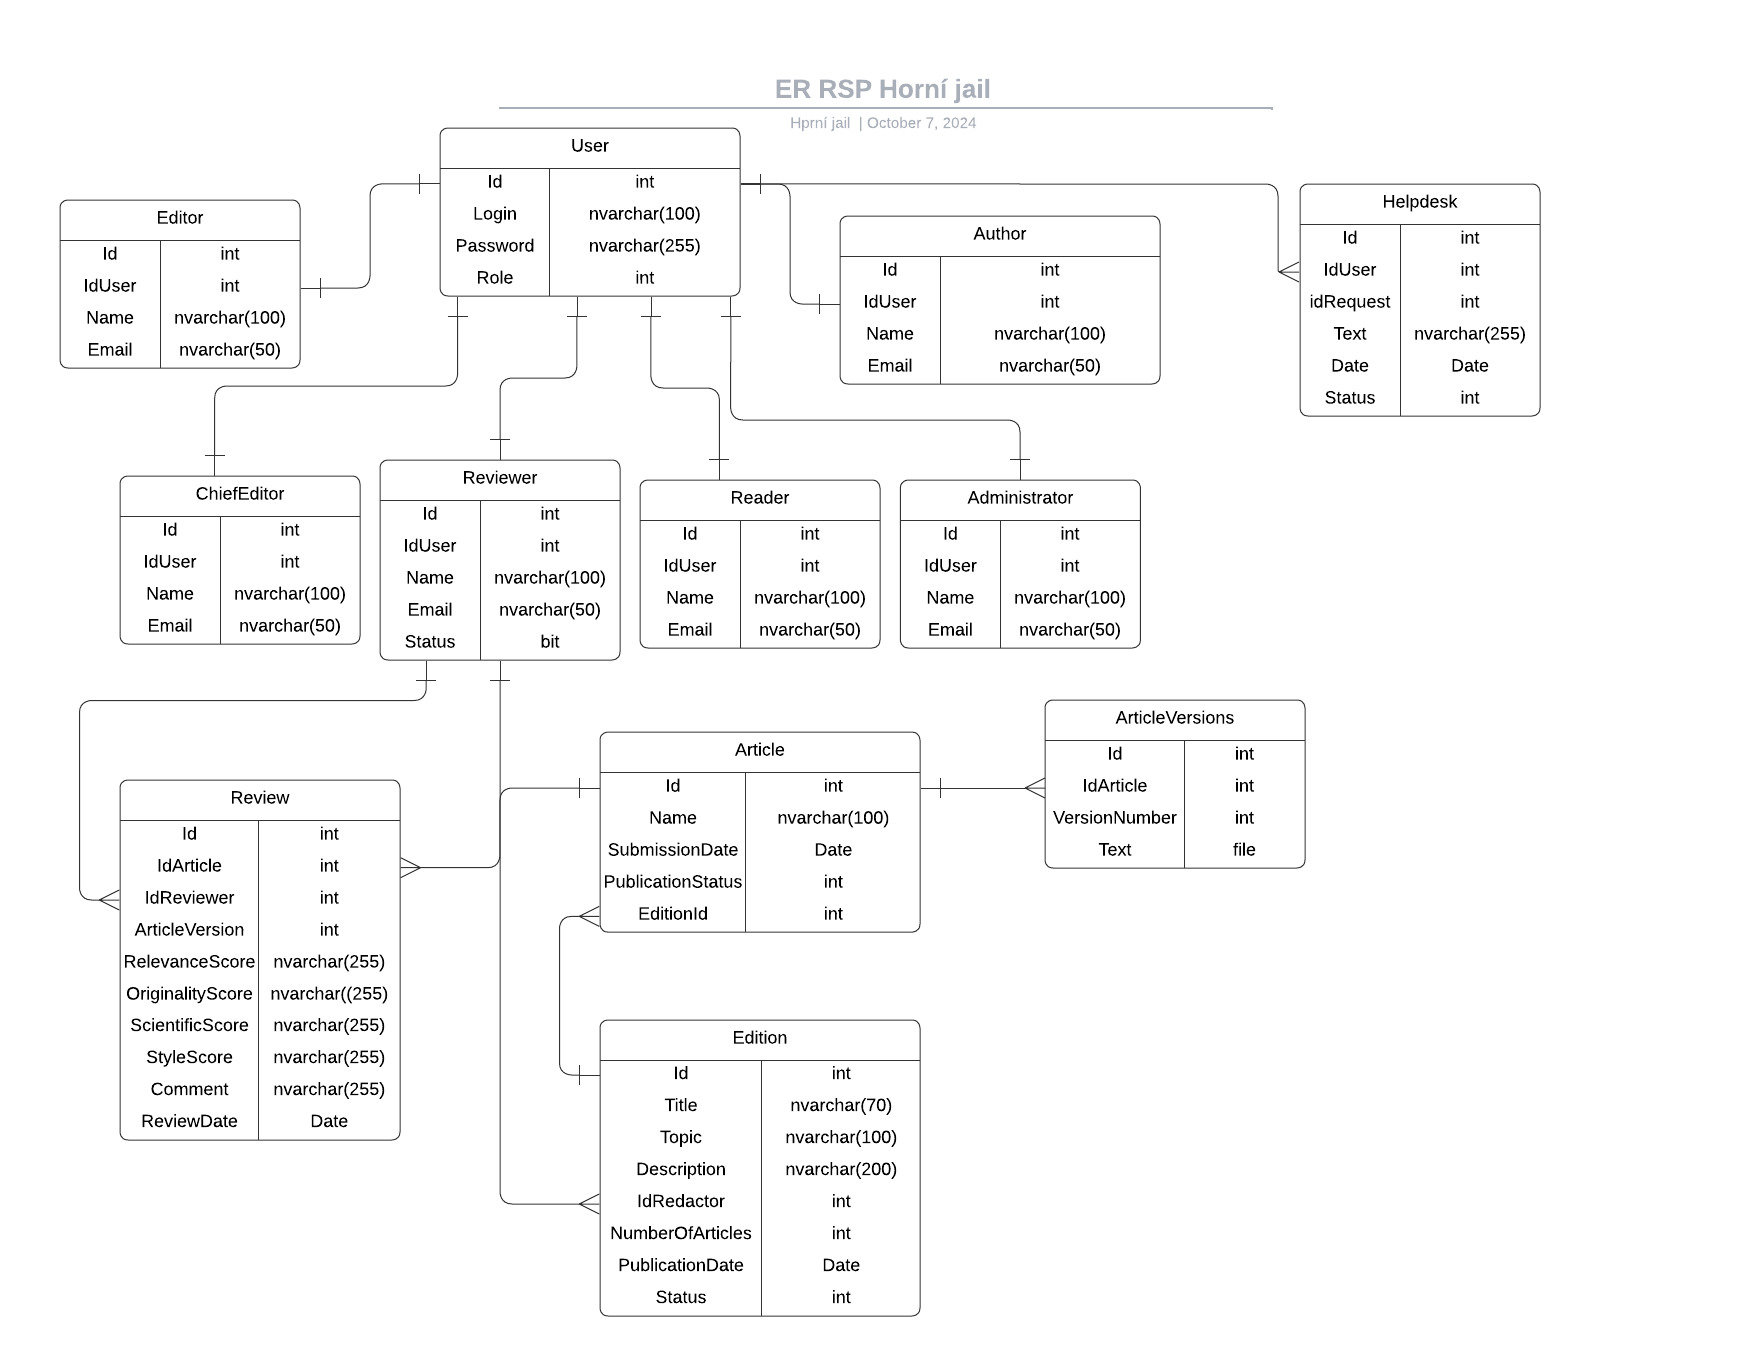 ER RSP Horní jail
Hprní jail | October 7, 2024
User
Id int
Login nvarchar(100)
Password nvarchar(255)
Role int
Editor
Id int
IdUser int
Name nvarchar(100)
Email nvarchar(50)
Author
Id int
IdUser int
Name nvarchar(100)
Email nvarchar(50)
Helpdesk
Id int
IdUser int
idRequest int
Text nvarchar(255)
Date Date
Status int
ChiefEditor
Id int
IdUser int
Name nvarchar(100)
Email nvarchar(50)
Reviewer
Id int
IdUser int
Name nvarchar(100)
Email nvarchar(50)
Status bit
Reader
Id int
IdUser int
Name nvarchar(100)
Email nvarchar(50)
Administrator
Id int
IdUser int
Name nvarchar(100)
Email nvarchar(50)
Review
Id int
IdArticle int
IdReviewer int
ArticleVersion int
RelevanceScore nvarchar(255)
OriginalityScore nvarchar((255)
ScientificScore nvarchar(255)
StyleScore nvarchar(255)
Comment nvarchar(255)
ReviewDate Date
Article
Id int
Name nvarchar(100)
SubmissionDate Date
PublicationStatus int
EditionId int
ArticleVersions
Id int
IdArticle int
VersionNumber int
Text file
Edition
Id int
Title nvarchar(70)
Topic nvarchar(100)
Description nvarchar(200)
IdRedactor int
NumberOfArticles int
PublicationDate Date
Status int